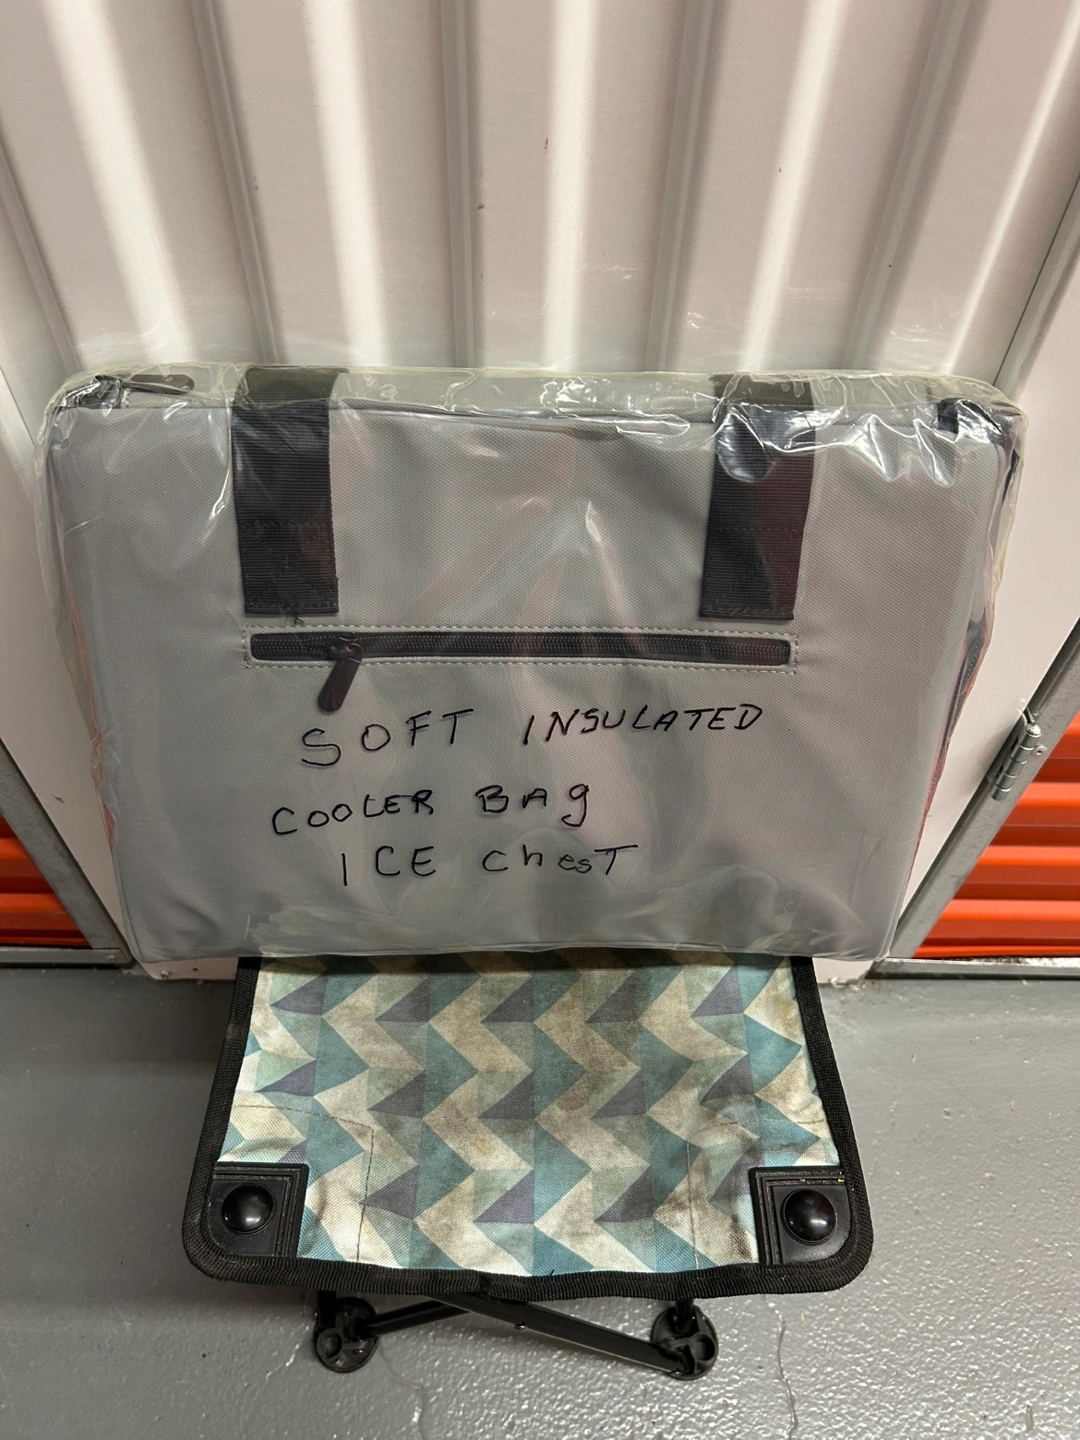 SOFT INSULATED
COOLER BAg
ICE ChesT